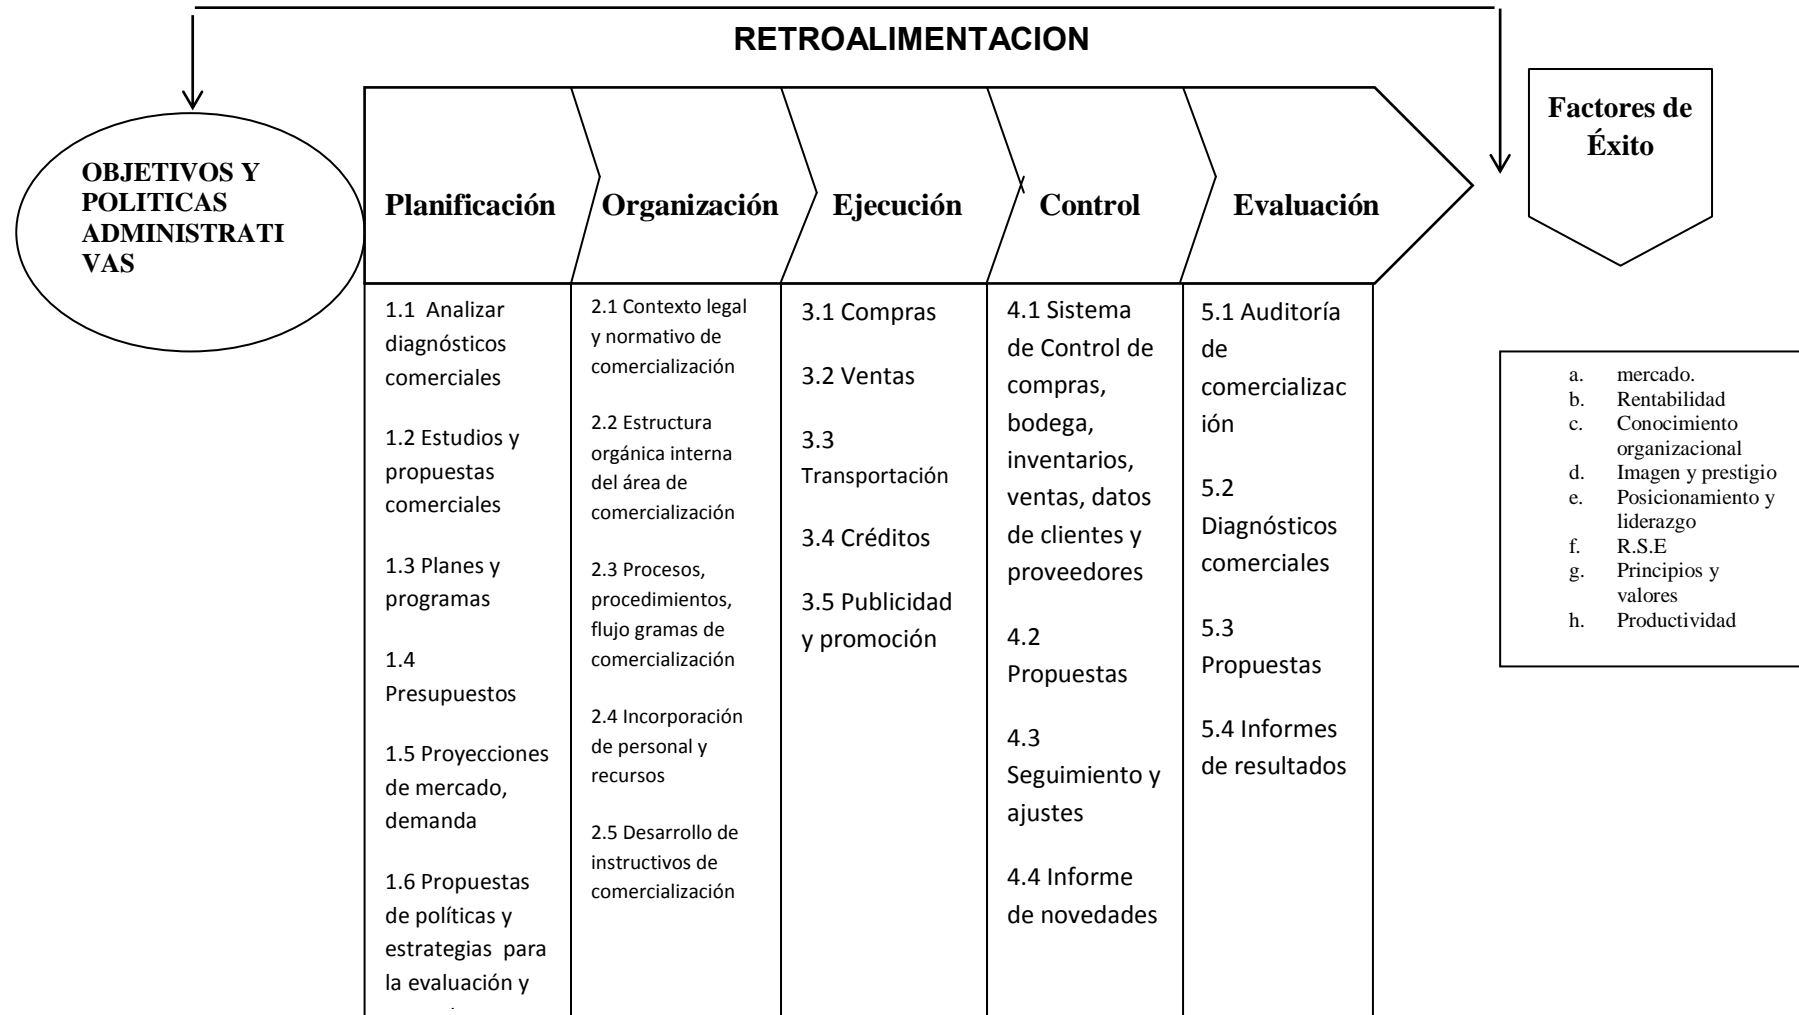 RETROALIMENTACION
OBJETIVOS Y
POLITICAS
ADMINISTRATI
VAS
Planificación
Organización
Ejecución
Control
Evaluación
Factores de
Éxito
1.1 Analizar
diagnósticos
comerciales
1.2 Estudios y
propuestas
comerciales
1.3 Planes y
programas
1.4
Presupuestos
1.5 Proyecciones
de mercado,
demanda
1.6 Propuestas
de políticas y
estrategias para
la evaluación y
2.1 Contexto legal
y normativo de
comercialización
2.2 Estructura
orgánica interna
del área de
comercialización
2.3 Procesos,
procedimientos,
flujo gramas de
comercialización
2.4 Incorporación
de personal y
recursos
2.5 Desarrollo de
instructivos de
comercialización
3.1 Compras
3.2 Ventas
3.3
Transportación
3.4 Créditos
3.5 Publicidad
y promoción
4.1 Sistema
de Control de
compras,
bodega,
inventarios,
ventas, datos
de clientes y
proveedores
4.2
Propuestas
4.3
Seguimiento y
ajustes
4.4 Informe
de novedades
5.1 Auditoría
de
comercializac
ión
5.2
Diagnósticos
comerciales
5.3
Propuestas
5.4 Informes
de resultados
a. mercado.
b. Rentabilidad
c. Conocimiento
organizacional
d. Imagen y prestigio
e. Posicionamiento y
liderazgo
f. R.S.E
g. Principios y
valores
h. Productividad